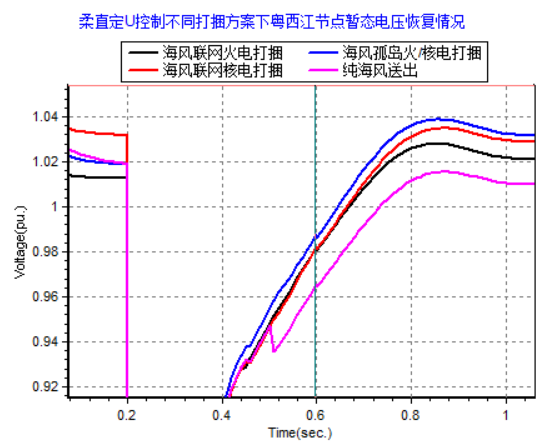 柔直定U控制不同打捆方案下粤西江节点暂态电压恢复情况
海风联网火电打捆 海风孤岛火/核电打捆
海风联网核电打捆 纯海风送出
1.04
1.02
1
0.98
0.96
0.94
0.92
Voltage(pu.)
0.2 0.4 0.6 0.8 1
Time(sec.)